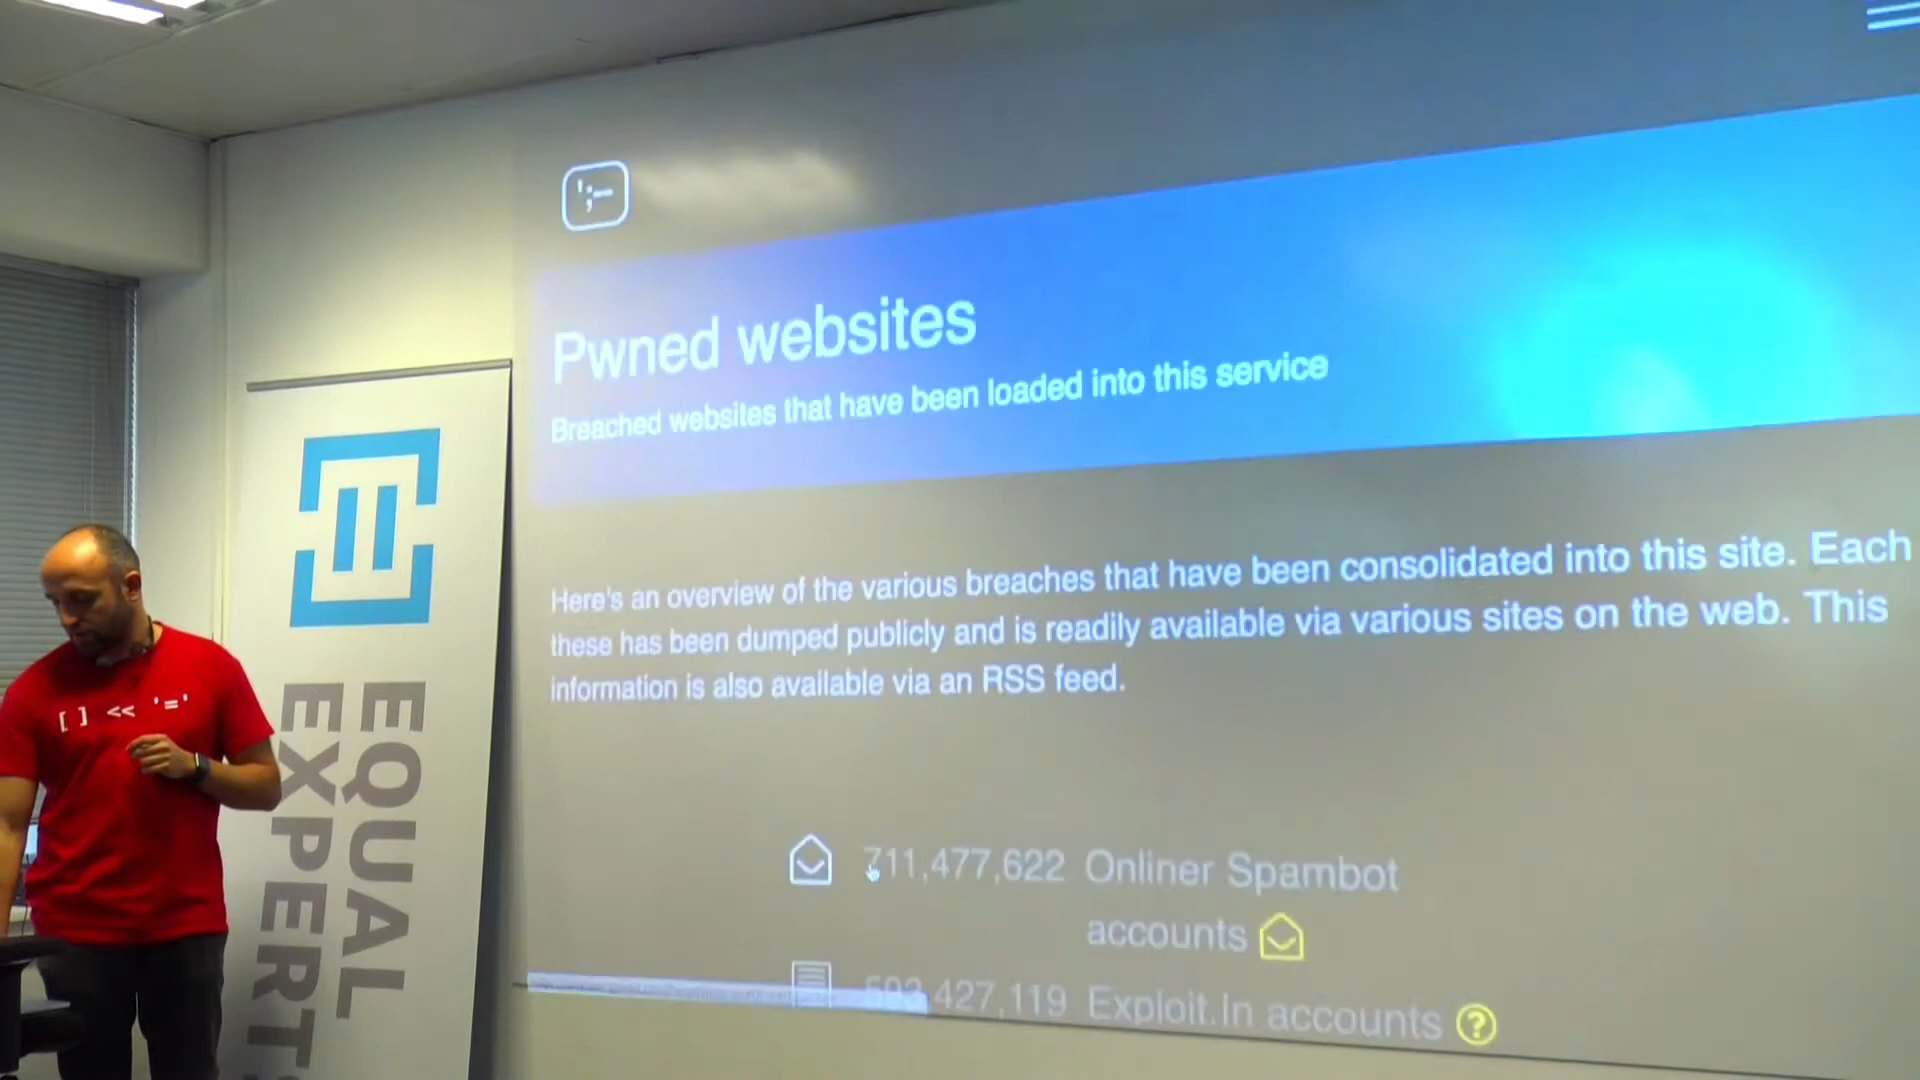 ';--
Pwned websites
Breached websites that have been loaded into this service
Here's an overview of the various breaches that have been consolidated into this site. Each
these has been dumped publicly and is readily available via various sites on the web. This
information is also available via an RSS feed.
711,477,622 Onliner Spambot
accounts
593,427,119 Exploit.In accounts ?
[ ] << '='
EQUAL
EXPERTS